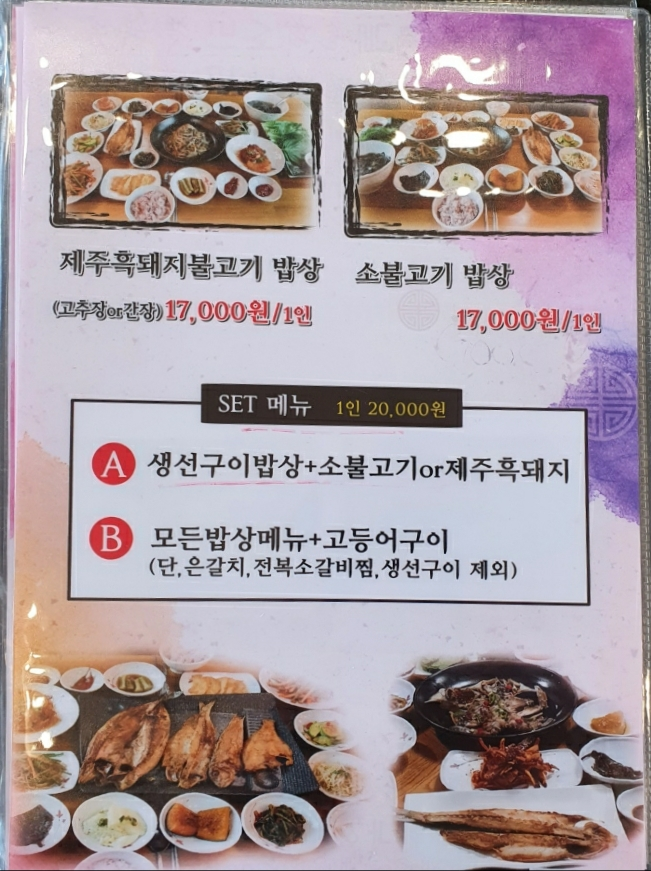 제주흑돼지불고기 밥상
(고추장or간장) 17,000원/1인
소불고기 밥상
17,000원/1인
SET 메뉴 1인 20,000원
A 생선구이밥상+소불고기or제주흑돼지
B 모든밥상메뉴+고등어구이
(단,은갈치,전복소갈비찜,생선구이 제외)